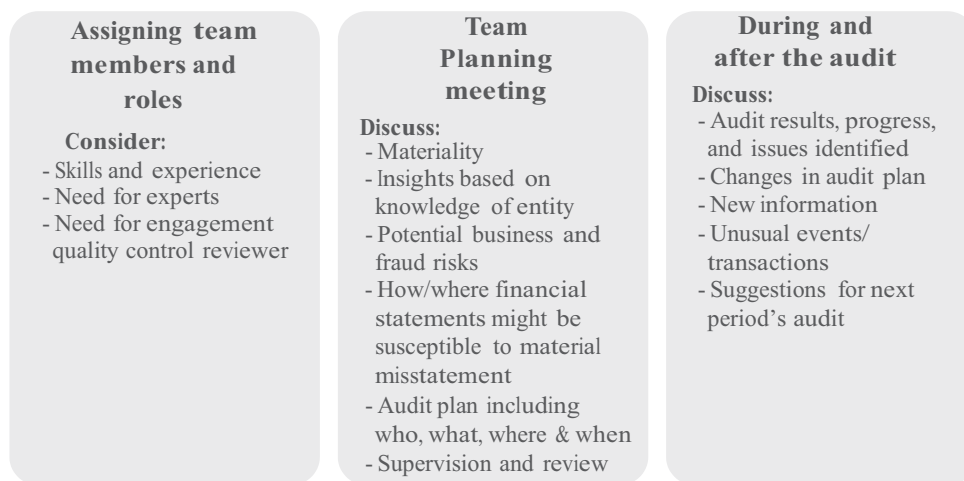 Assigning team
members and
roles
Consider:
- Skills and experience
- Need for experts
- Need for engagement
quality control reviewer
Team
Planning
meeting
Discuss:
- Materiality
- Insights based on
knowledge of entity
- Potential business and
fraud risks
- How/where financial
statements might be
susceptible to material
misstatement
- Audit plan including
who, what, where & when
- Supervision and review
During and
after the audit
Discuss:
- Audit results, progress,
and issues identified
- Changes in audit plan
- New information
- Unusual events/
transactions
- Suggestions for next
period’s audit